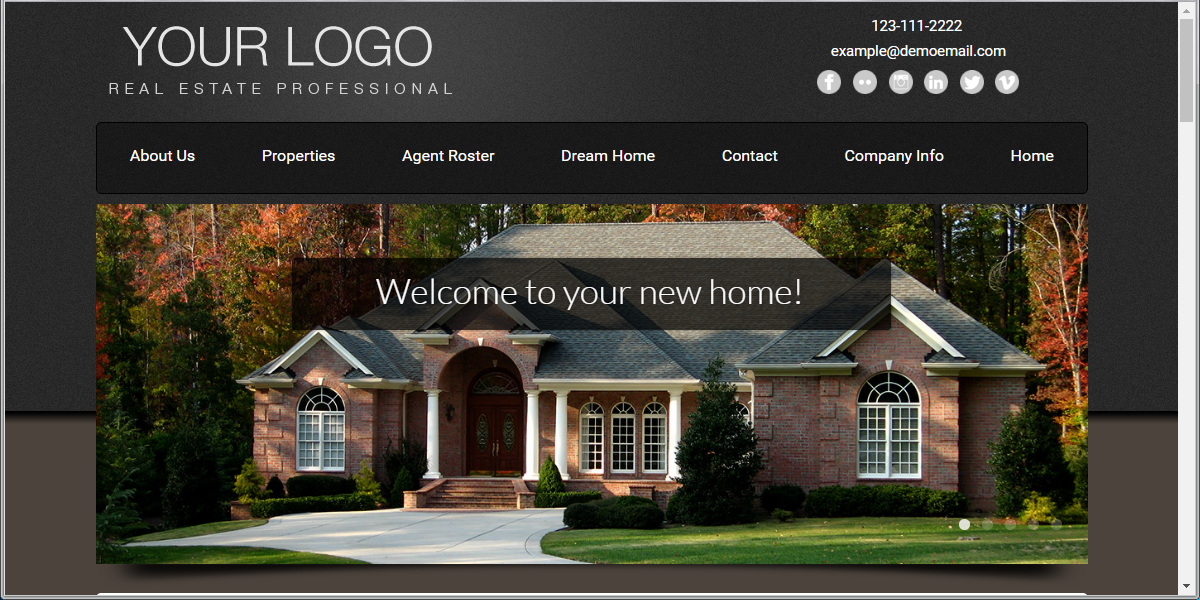 YOUR LOGO
REAL ESTATE PROFESSIONAL
123-111-2222
example@demoemail.com
About Us Properties Agent Roster Dream Home Contact Company Info Home
Welcome to your new home!